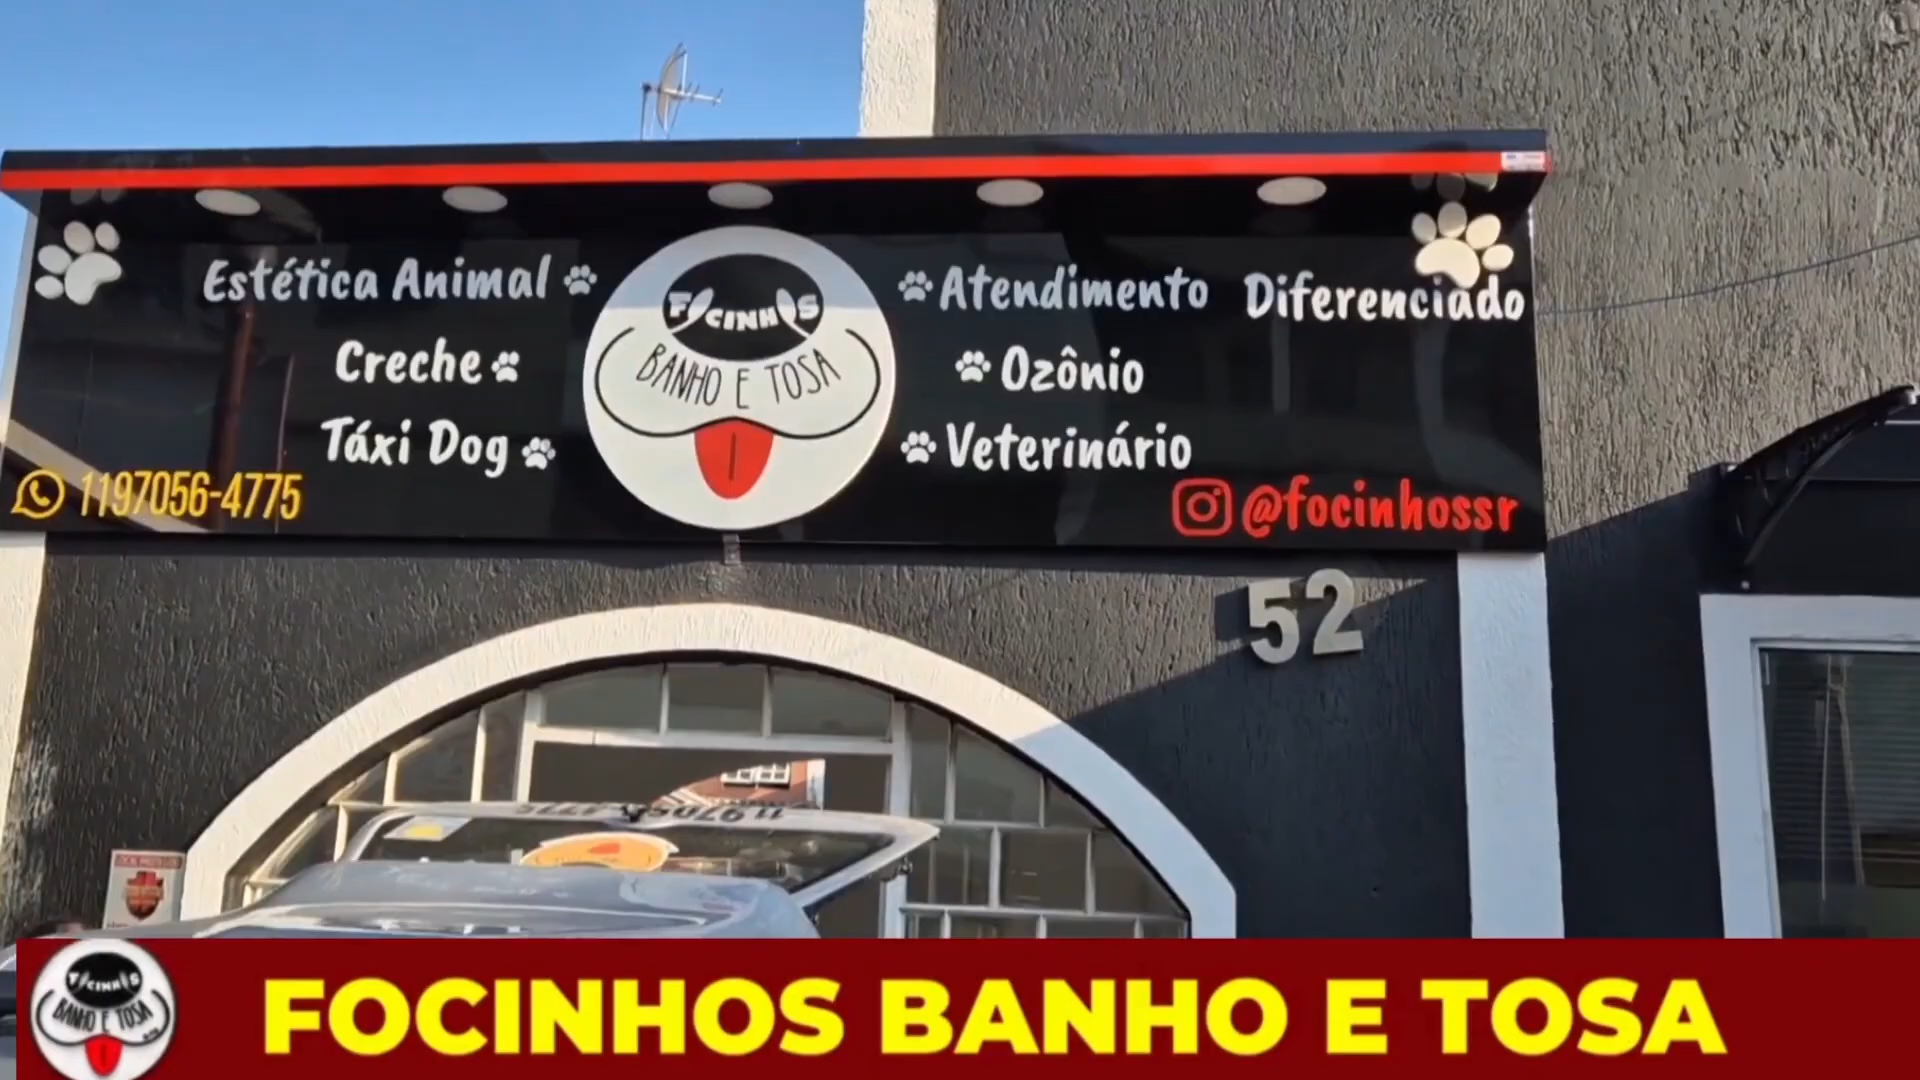 Estética Animal
Creche
Táxi Dog
1197056-4775
FOCINHOS
BANHO E TOSA
Atendimento Diferenciado
Ozônio
Veterinário
@focinhossr
52
FOCINHOS
BANHO E TOSA
FOCINHOS BANHO E TOSA